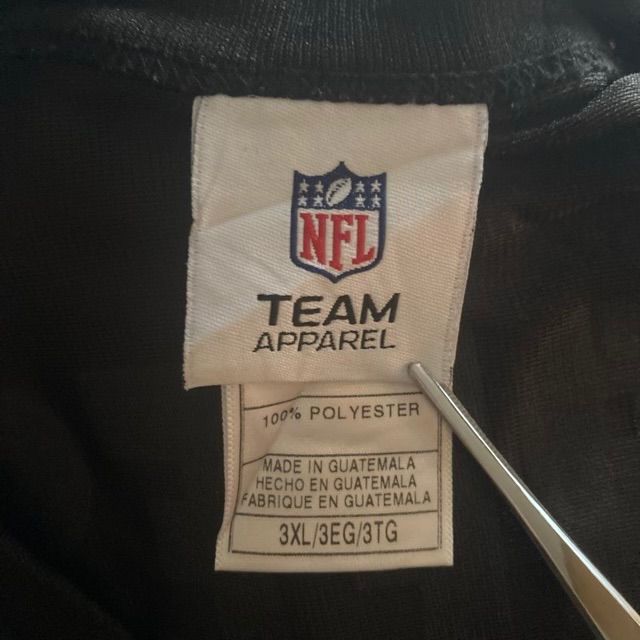 NFL
TEAM
APPAREL
100% POLYESTER
MADE IN GUATEMALA
HECHO EN GUATEMALA
FABRIQUE EN GUATEMALA
3XL/3EG/3TG